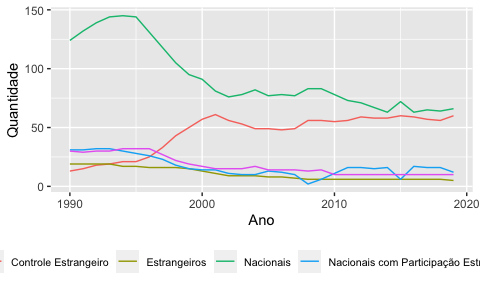 150
100
50
0
Quantidade
1990
2000
2010
2020
Ano
Controle Estrangeiro
Estrangeiros
Nacionais
Nacionais com Participação Estr